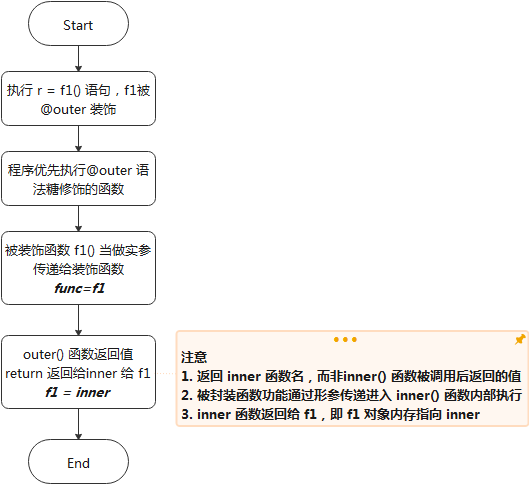 Start
执行 r = f1() 语句，f1被
@outer 装饰
程序优先执行@outer 语
法糖修饰的函数
被装饰函数 f1() 当做实参
传递给装饰函数
func=f1
outer() 函数返回值
return 返回给inner 给 f1
f1 = inner
End
注意
1. 返回 inner 函数名，而非inner() 函数被调用后返回的值
2. 被封装函数功能通过形参传递进入 inner() 函数内部执行
3. inner 函数返回给 f1，即 f1 对象内存指向 inner